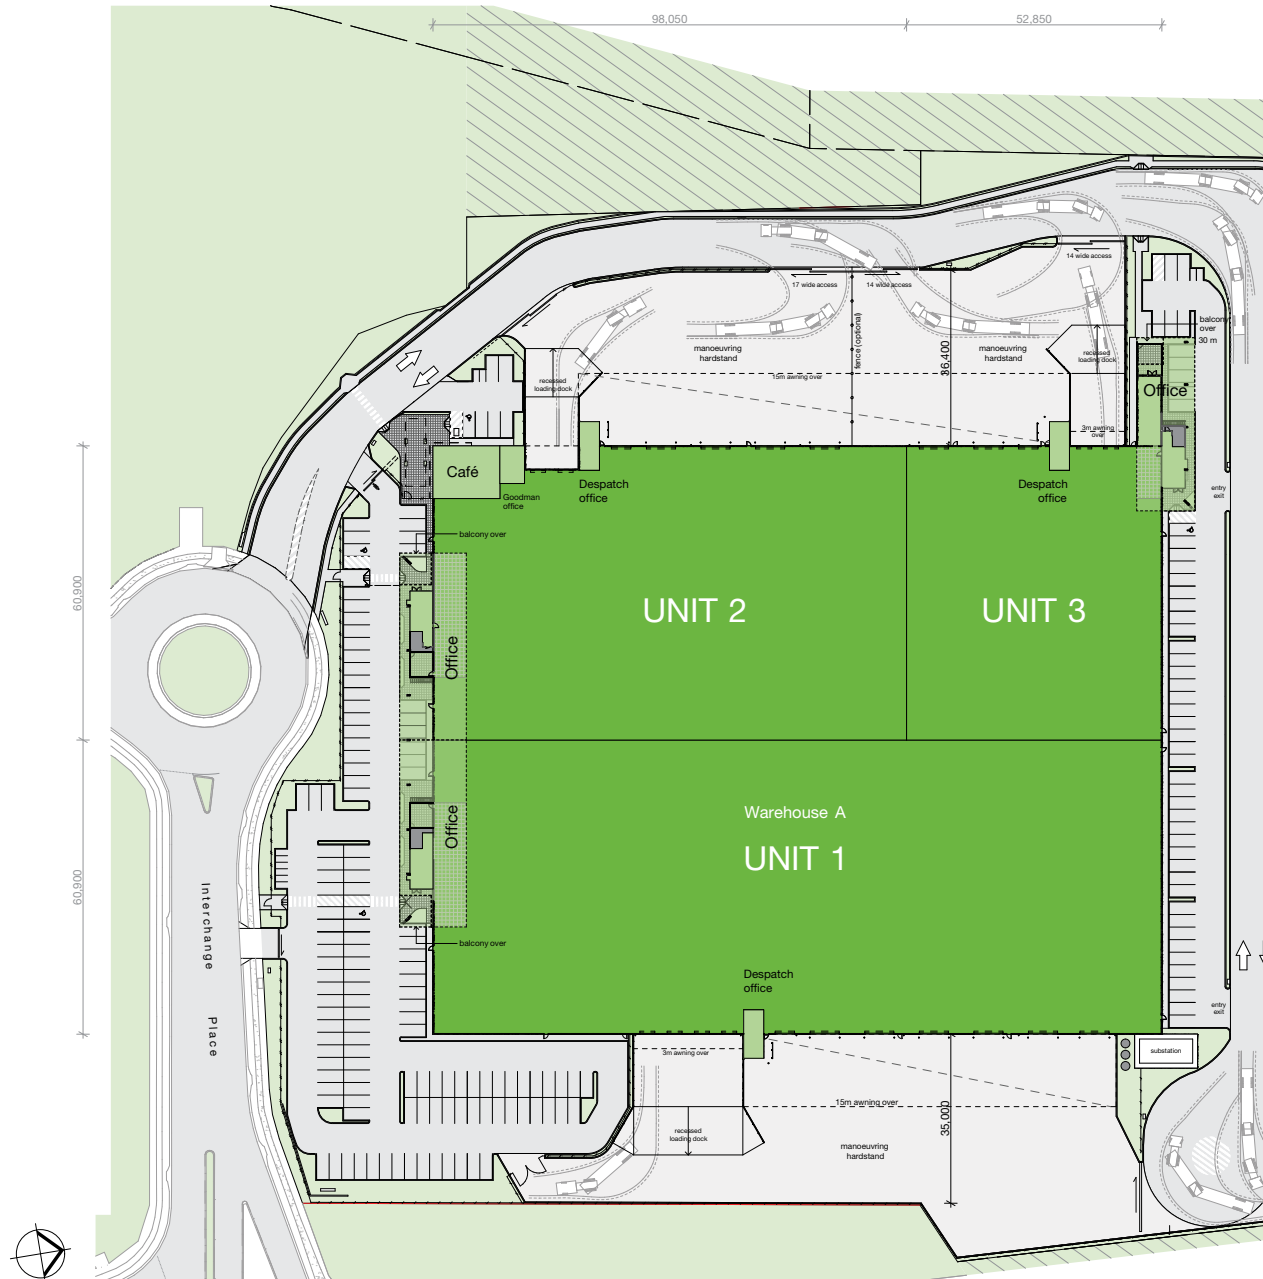 98,050
52,850
14 wide access
17 wide access
14 wide access
balcony
over
30 m
fence (optional)
manoeuvring
hardstand
manoeuvring
hardstand
36,400
recessed
loading dock
15m awning over
recessed
loading dock
Office
3m awning
over
Café
Goodman
office
Despatch
office
Despatch
office
entry
exit
balcony over
60,900
UNIT 2
UNIT 3
Office
Office
Warehouse A
UNIT 1
60,900
Interchange Place
balcony over
Despatch
office
entry
exit
substation
3m awning over
15m awning over
35,000
recessed
loading dock
manoeuvring
hardstand